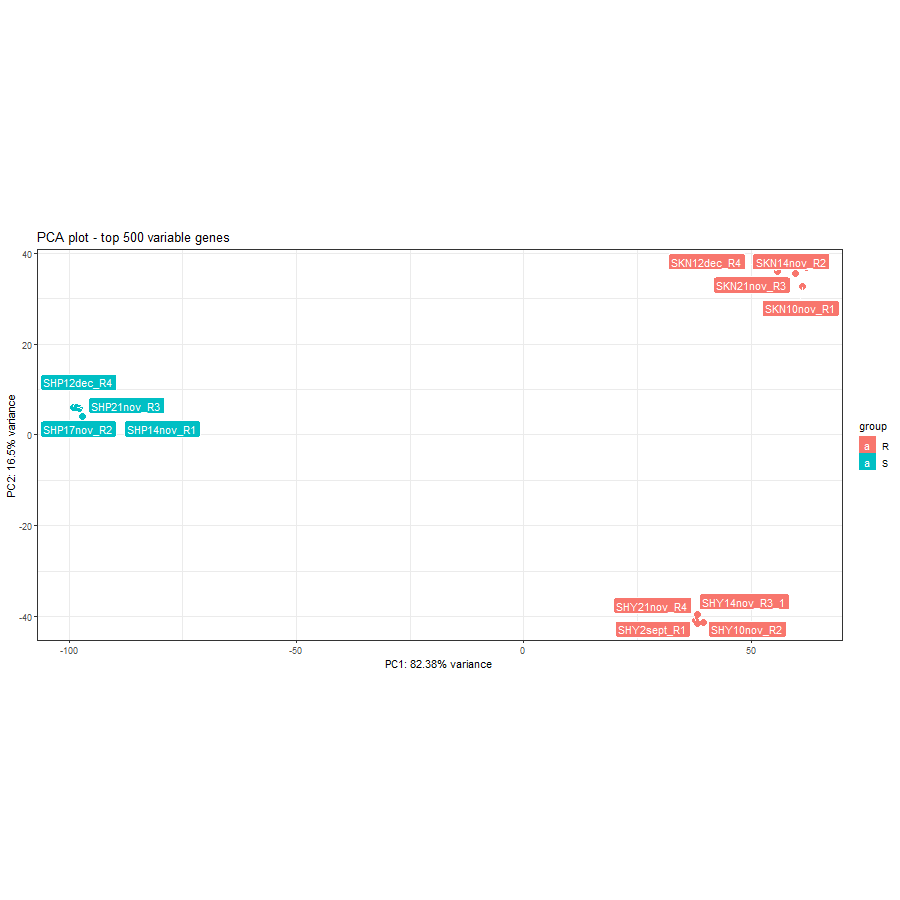 PCA plot - top 500 variable genes
40
20
0
-20
-40
PC2: 16.5% variance
SKN12dec_R4
SKN14nov_R2
SKN21nov_R3
SKN10nov_R1
SHP12dec_R4
SHP21nov_R3
SHP17nov_R2
SHP14nov_R1
SHY21nov_R4
SHY14nov_R3_1
SHY2sept_R1
SHY10nov_R2
-100
-50
0
50
PC1: 82.38% variance
group
a R
a S